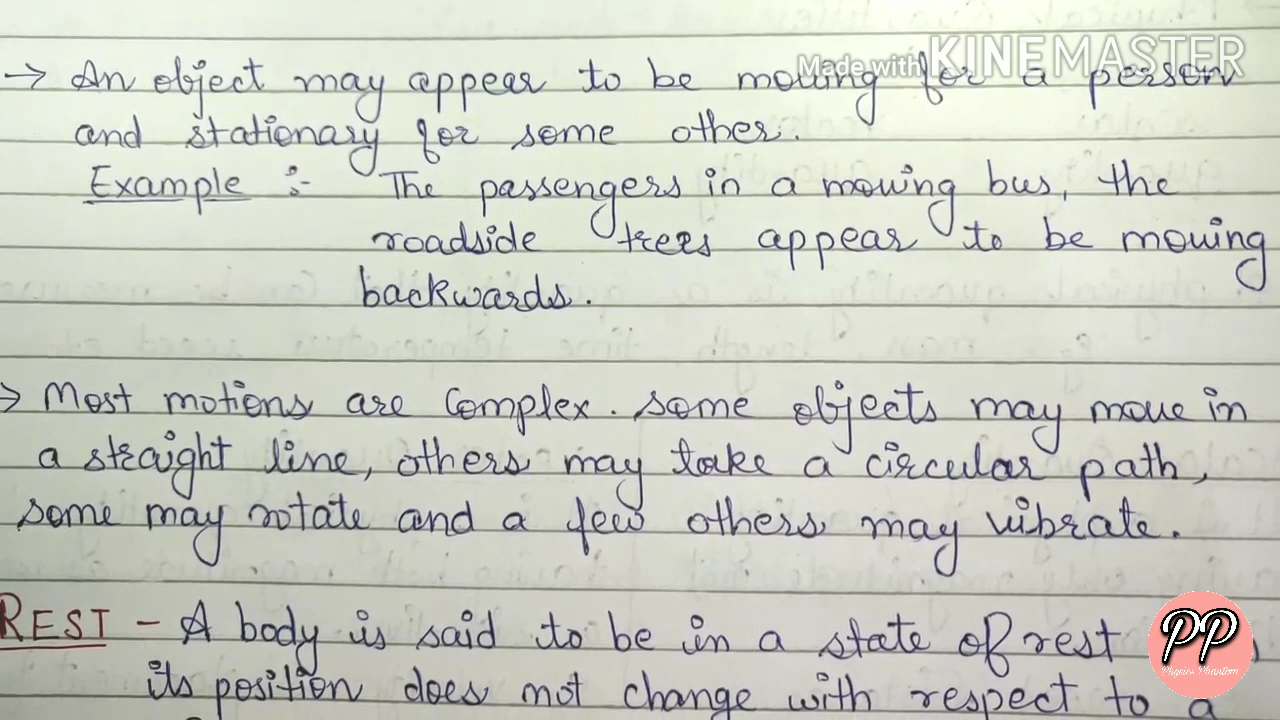 Made with KINEMASTER
→ An object may appear to be moving for a person
and stationary for some other.
Example :- The passengers in a moving bus, the
roadside trees appear to be moving
backwards.
→ Most motions are complex. Some objects may move in
a straight line, others may take a circular path,
some may rotate and a few others may vibrate.
REST - A body is said to be in a state of rest
its position does not change with respect to a
PP
Physics Phantom